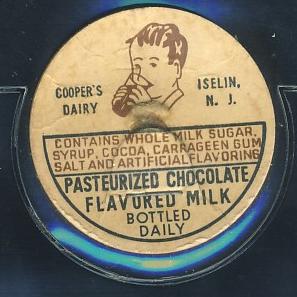 COOPER'S
DAIRY
ISELIN,
N. J.
CONTAINS WHOLE MILK SUGAR,
SYRUP, COCOA, CARRAGEEN GUM
SALT AND ARTIFICIAL FLAVORING
PASTEURIZED CHOCOLATE
FLAVORED MILK
BOTTLED
DAILY